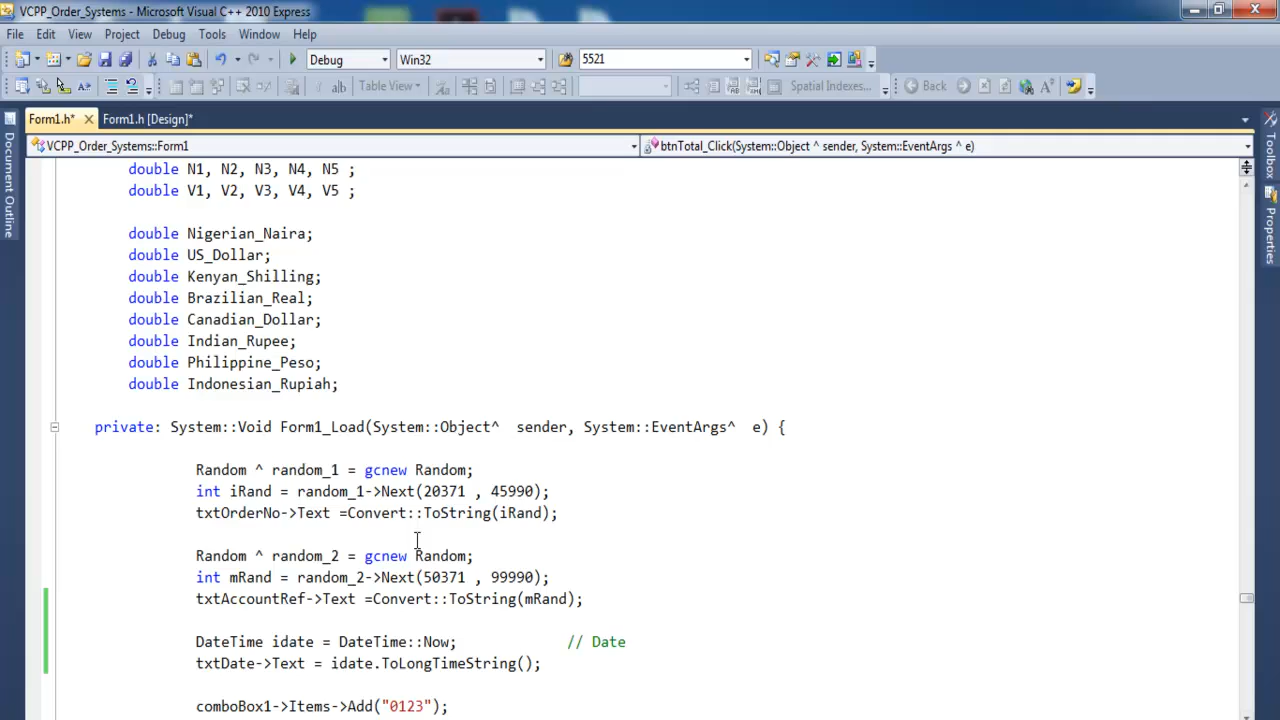 VCPP_Order_Systems - Microsoft Visual C++ 2010 Express
File Edit View Project Debug Tools Window Help
Debug Win32 5521
Table View Spatial Indexes... Back
Form1.h* Form1.h [Design]*
VCPP_Order_Systems::Form1 btnTotal_Click(System::Object ^ sender, System::EventArgs ^ e)
Document Outline
Toolbox
Properties
double N1, N2, N3, N4, N5 ;
double V1, V2, V3, V4, V5 ;
double Nigerian_Naira;
double US_Dollar;
double Kenyan_Shilling;
double Brazilian_Real;
double Canadian_Dollar;
double Indian_Rupee;
double Philippine_Peso;
double Indonesian_Rupiah;
private: System::Void Form1_Load(System::Object^  sender, System::EventArgs^  e) {
Random ^ random_1 = gcnew Random;
int iRand = random_1->Next(20371 , 45990);
txtOrderNo->Text =Convert::ToString(iRand);
Random ^ random_2 = gcnew Random;
int mRand = random_2->Next(50371 , 99990);
txtAccountRef->Text =Convert::ToString(mRand);
DateTime idate = DateTime::Now; // Date
txtDate->Text = idate.ToLongTimeString();
comboBox1->Items->Add("0123");